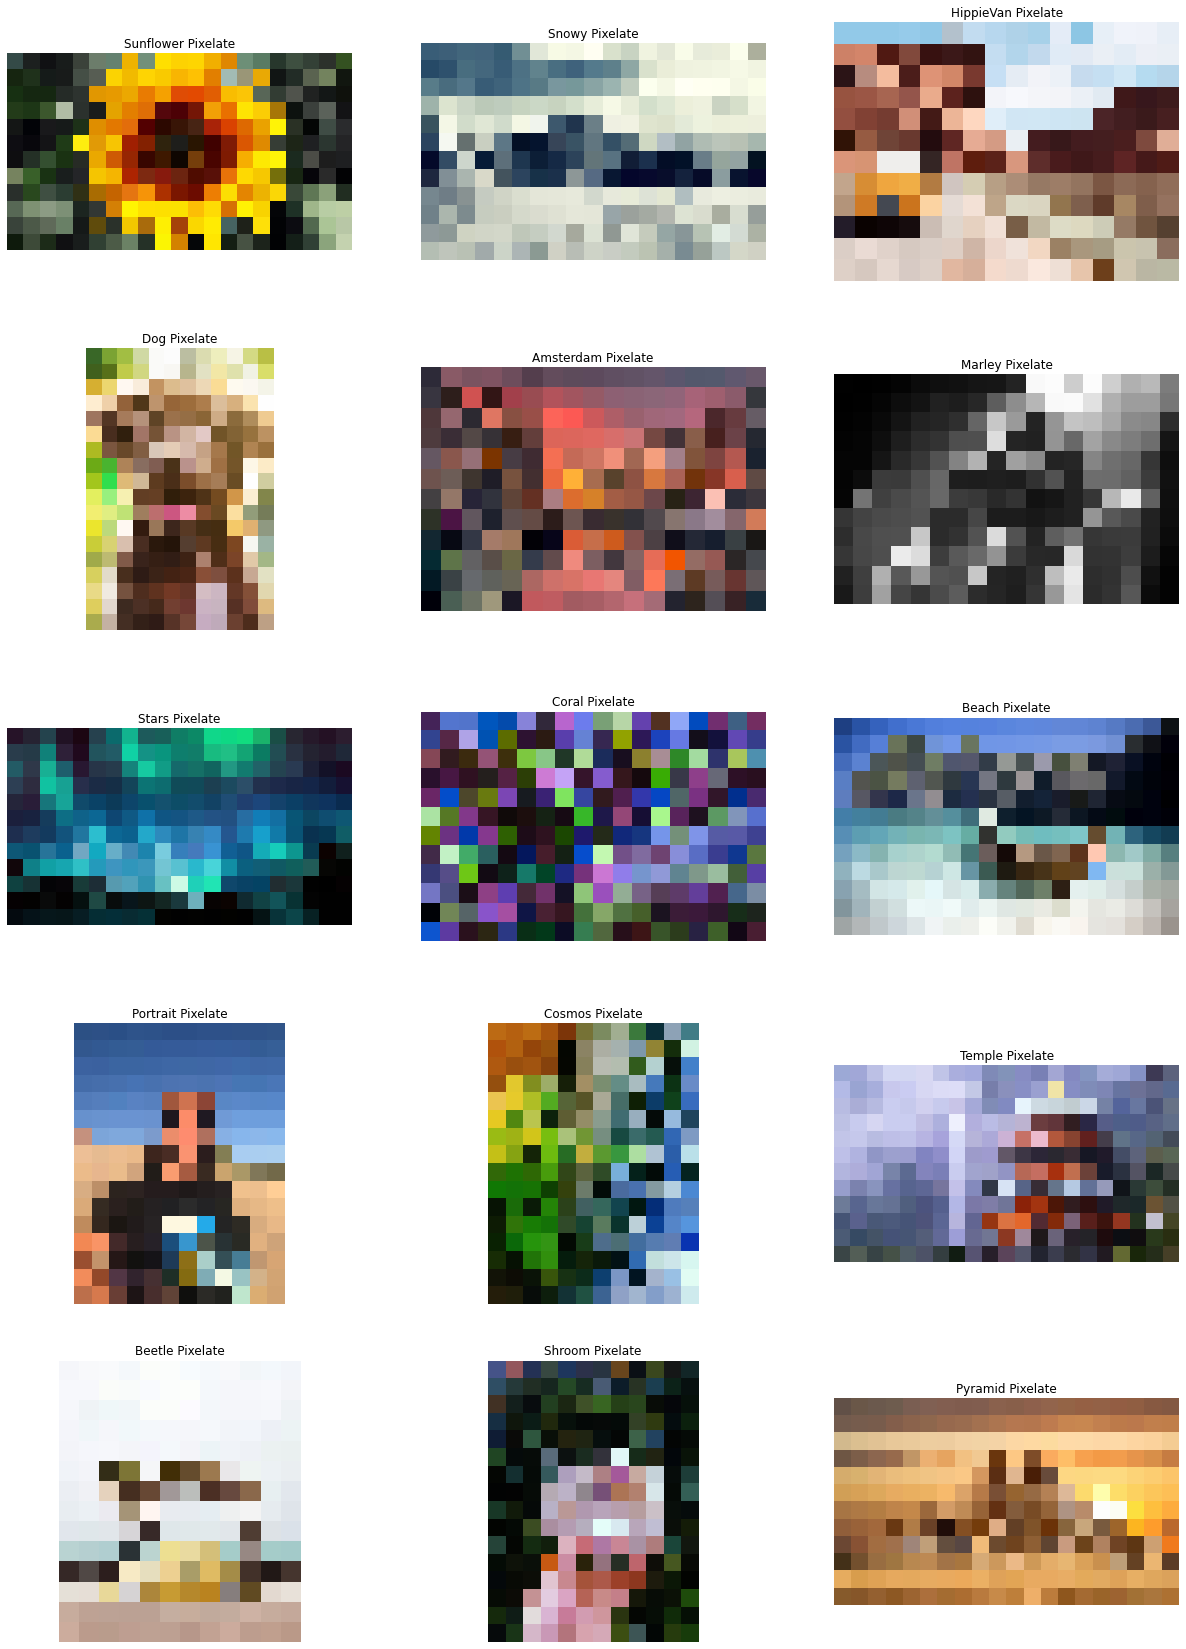 Sunflower Pixelate
Snowy Pixelate
HippieVan Pixelate
Dog Pixelate
Amsterdam Pixelate
Marley Pixelate
Stars Pixelate
Coral Pixelate
Beach Pixelate
Portrait Pixelate
Cosmos Pixelate
Temple Pixelate
Beetle Pixelate
Shroom Pixelate
Pyramid Pixelate